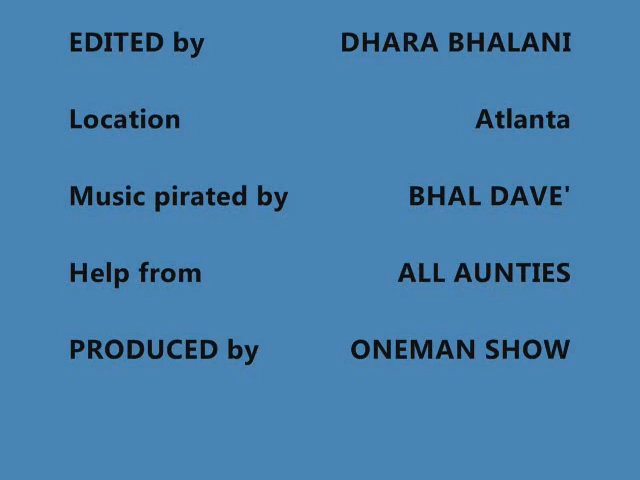 EDITED by DHARA BHALANI
Location Atlanta
Music pirated by BHAL DAVE'
Help from ALL AUNTIES
PRODUCED by ONEMAN SHOW